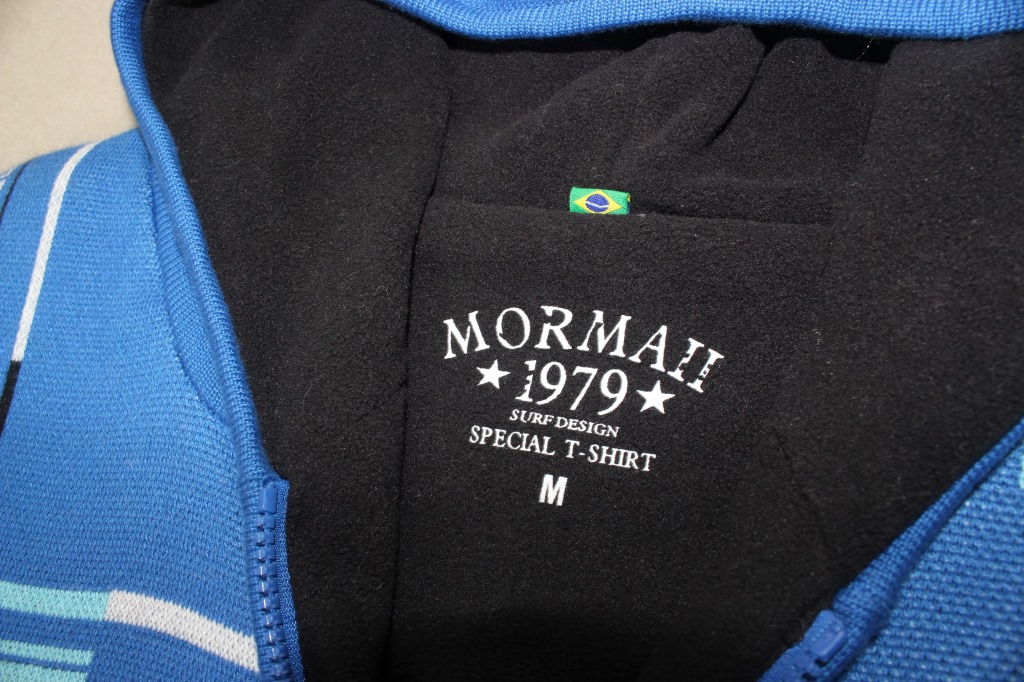 MORMAII
1979
SURF DESIGN
SPECIAL T-SHIRT
M